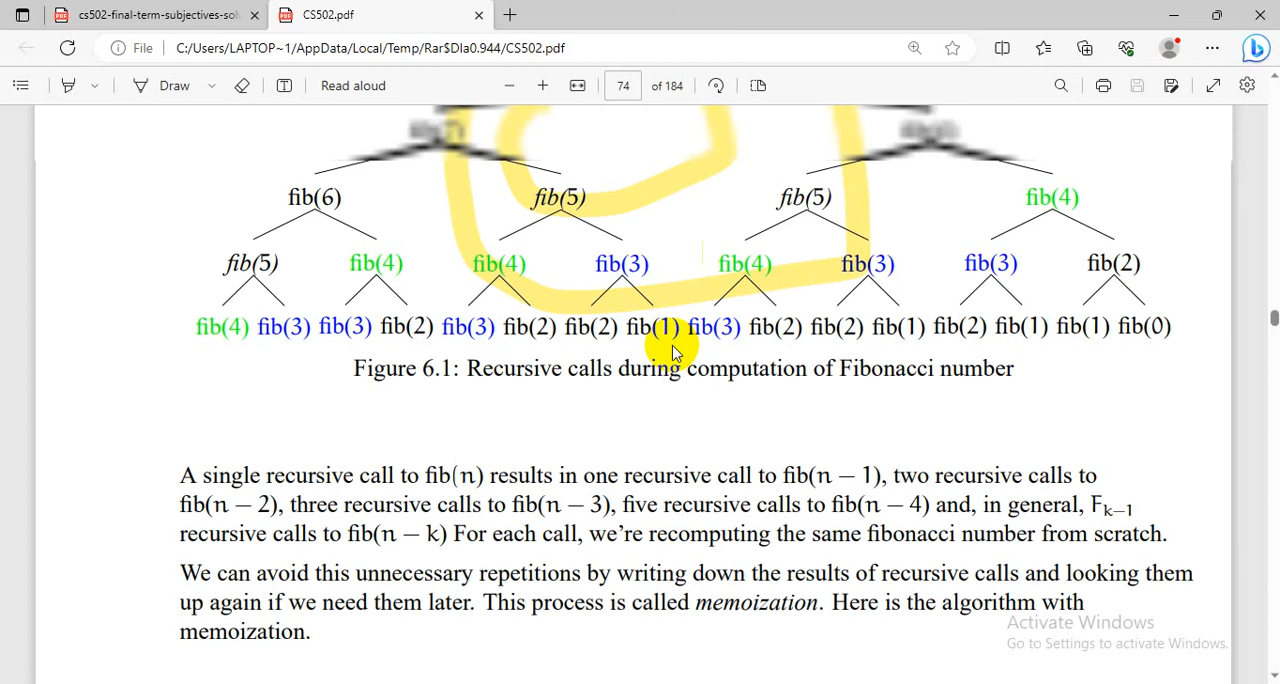 cs502-final-term-subjectives-sol
CS502.pdf
File C:/Users/LAPTOP~1/AppData/Local/Temp/Rar$DIa0.944/CS502.pdf
Draw Read aloud 74 of 184
fib(6) fib(5) fib(5) fib(4)
fib(5) fib(4) fib(4) fib(3) fib(4) fib(3) fib(3) fib(2)
fib(4) fib(3) fib(3) fib(2) fib(3) fib(2) fib(2) fib(1) fib(3) fib(2) fib(2) fib(1) fib(2) fib(1) fib(1) fib(0)
Figure 6.1: Recursive calls during computation of Fibonacci number
A single recursive call to fib(n) results in one recursive call to fib(n − 1), two recursive calls to
fib(n − 2), three recursive calls to fib(n − 3), five recursive calls to fib(n − 4) and, in general, Fk−1
recursive calls to fib(n − k) For each call, we're recomputing the same fibonacci number from scratch.
We can avoid this unnecessary repetitions by writing down the results of recursive calls and looking them
up again if we need them later. This process is called memoization. Here is the algorithm with
memoization.
Activate Windows
Go to Settings to activate Windows.